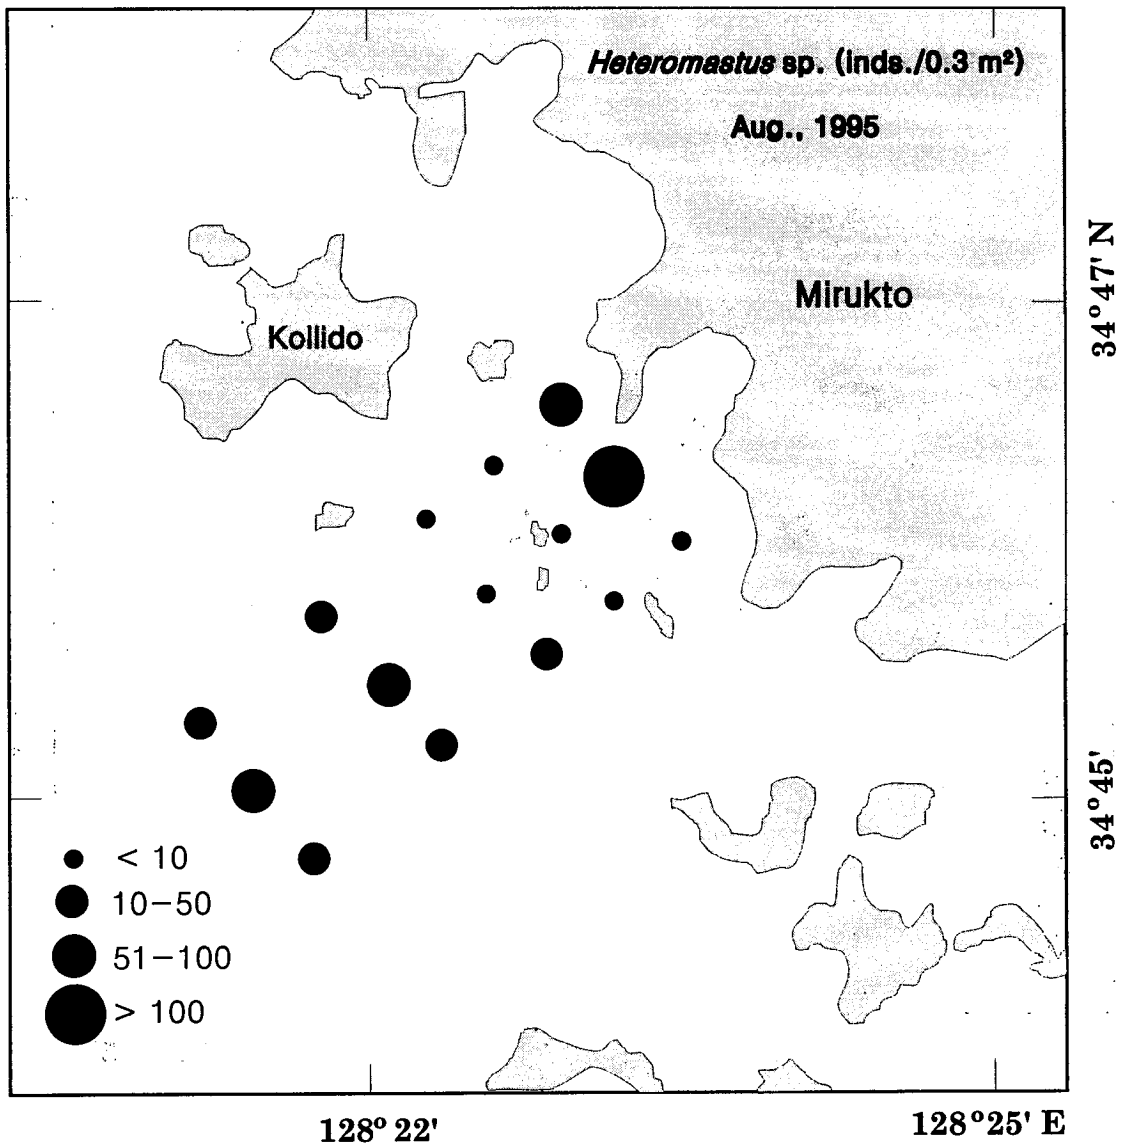 Heteromastus sp. (inds./0.3 m²)
Aug., 1995
34°47' N
Mirukto
Kollido
34°45'
< 10
10-50
51-100
> 100
128° 22'
128°25' E